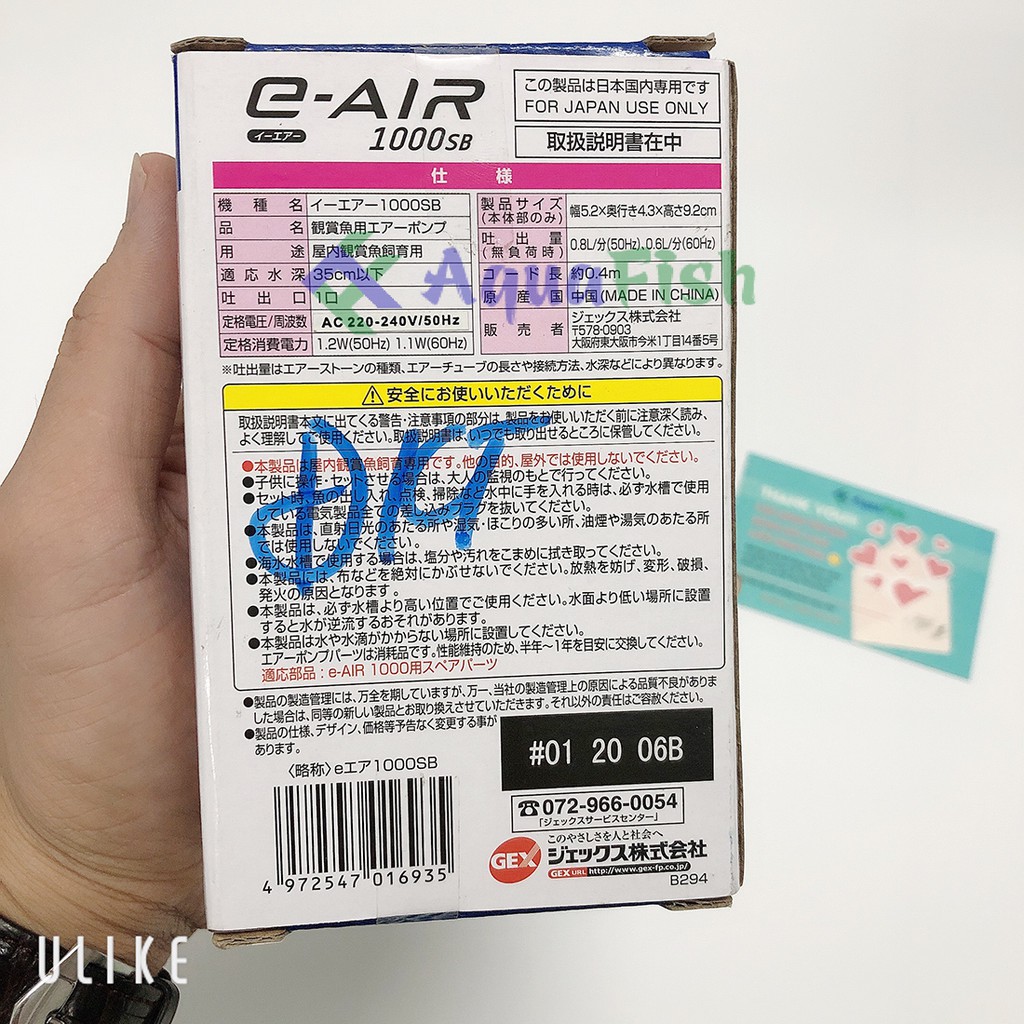 e-AIR
イーエアー
1000SB
この製品は日本国内専用です
FOR JAPAN USE ONLY
取扱説明書在中
仕 様
機種名 イーエアー1000SB
品名 観賞魚用エアーポンプ
用途 屋内観賞魚飼育用
適応水深 35cm以下
吐出口 1口
定格電圧/周波数 AC 220-240V/50Hz
定格消費電力 1.2W(50Hz) 1.1W(60Hz)
製品サイズ(本体部のみ) 幅5.2×奥行き4.3×高さ9.2cm
吐出量(無負荷時) 0.8L/分(50Hz)、0.6L/分(60Hz)
コード長 約0.4m
原産国 中国(MADE IN CHINA)
販売者 ジェックス株式会社
〒578-0903
大阪府東大阪市今米1丁目14番5号
AquaFish
※吐出量はエアーストーンの種類、エアーチューブの長さや接続方法、水深などにより異なります。
⚠安全にお使いいただくために
取扱説明書本文に出てくる警告・注意事項の部分は、製品をお使いいただく前に注意深く読み、
よく理解してご使用ください。取扱説明書は、いつでも取り出せるところに保管してください。
●本製品は屋内観賞魚飼育専用です。他の目的、屋外では使用しないでください。
●子供に操作・セットさせる場合は、大人の監視のもとで行ってください。
●セット時、魚の出し入れ、点検、掃除など水中に手を入れる時は、必ず水槽で使用
している電気製品全ての差し込みプラグを抜いてください。
●本製品は、直射日光のあたる所や湿気・ほこりの多い所、油煙や湯気のあたる所
では使用しないでください。
●海水水槽で使用する場合は、塩分や汚れをこまめに拭き取ってください。
●本製品には、布などを絶対にかぶせないでください。放熱を妨げ、変形、破損、
発火の原因となります。
●本製品は、必ず水槽より高い位置でご使用ください。水面より低い場所に設置
すると水が逆流するおそれがあります。
●本製品は水や水滴がかからない場所に設置してください。
エアーポンプパーツは消耗品です。性能維持のため、半年〜1年を目安に交換してください。
適応部品：e-AIR 1000用スペアパーツ
●製品の製造管理には、万全を期していますが、万一、当社の製造管理上の原因による品質不良がありま
した場合は、同等の新しい製品とお取り換えさせていただきます。それ以外の責任はご容赦ください。
●製品の仕様、デザイン、価格等予告なく変更する事が
あります。
〈略称〉eエア1000SB
#01 20 06B
☎072-966-0054
「ジェックスサービスセンター」
このやさしさを人と社会へ
GEX ジェックス株式会社
GEX URL http://www.gex-fp.co.jp/
B294
4 972547 016935
THANK YOU!
ULIKE